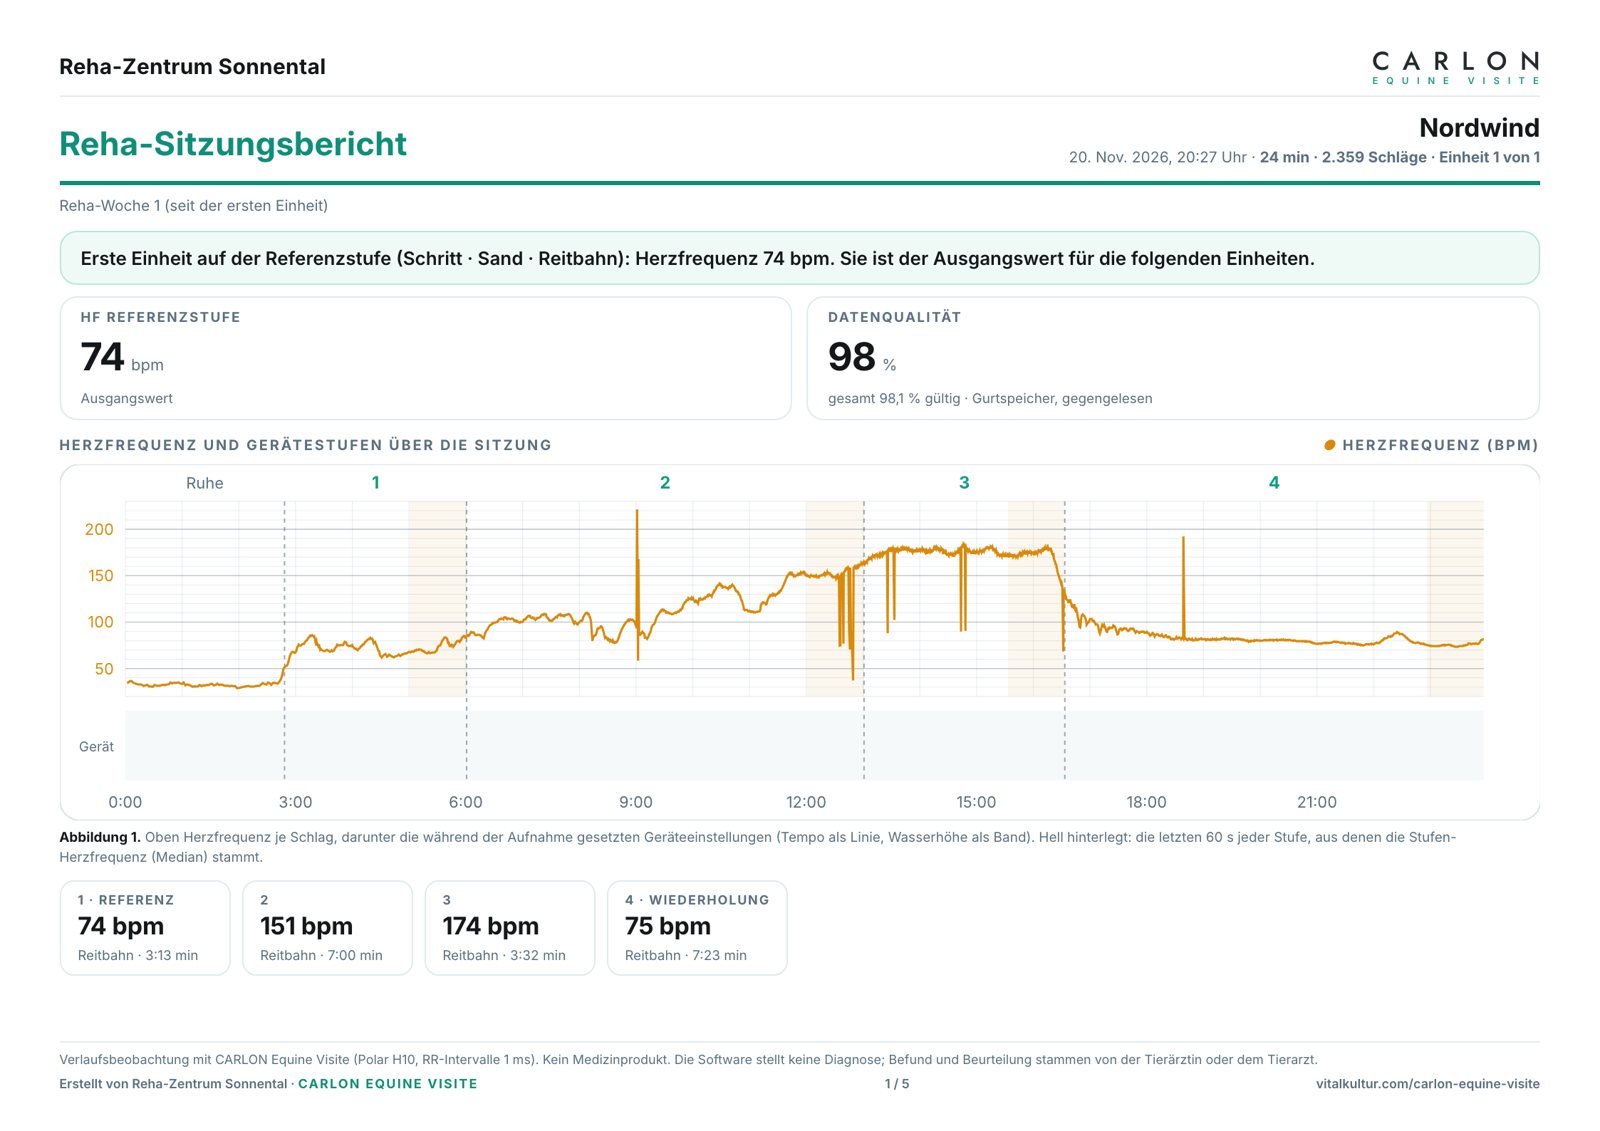 Reha-Zentrum Sonnental
CARLON
EQUINE VISITE
Reha-Sitzungsbericht
Nordwind
20. Nov. 2026, 20:27 Uhr · 24 min · 2.359 Schläge · Einheit 1 von 1
Reha-Woche 1 (seit der ersten Einheit)
Erste Einheit auf der Referenzstufe (Schritt · Sand · Reitbahn): Herzfrequenz 74 bpm. Sie ist der Ausgangswert für die folgenden Einheiten.
HF REFERENZSTUFE
74 bpm
Ausgangswert
DATENQUALITÄT
98 %
gesamt 98,1 % gültig · Gurtspeicher, gegengelesen
HERZFREQUENZ UND GERÄTESTUFEN ÜBER DIE SITZUNG
HERZFREQUENZ (BPM)
Ruhe 1 2 3 4
200
150
100
50
Gerät
0:00 3:00 6:00 9:00 12:00 15:00 18:00 21:00
Abbildung 1. Oben Herzfrequenz je Schlag, darunter die während der Aufnahme gesetzten Geräteeinstellungen (Tempo als Linie, Wasserhöhe als Band). Hell hinterlegt: die letzten 60 s jeder Stufe, aus denen die Stufen-
Herzfrequenz (Median) stammt.
1 · REFERENZ
74 bpm
Reitbahn · 3:13 min
2
151 bpm
Reitbahn · 7:00 min
3
174 bpm
Reitbahn · 3:32 min
4 · WIEDERHOLUNG
75 bpm
Reitbahn · 7:23 min
Verlaufsbeobachtung mit CARLON Equine Visite (Polar H10, RR-Intervalle 1 ms). Kein Medizinprodukt. Die Software stellt keine Diagnose; Befund und Beurteilung stammen von der Tierärztin oder dem Tierarzt.
Erstellt von Reha-Zentrum Sonnental · CARLON EQUINE VISITE
1 / 5
vitalkultur.com/carlon-equine-visite